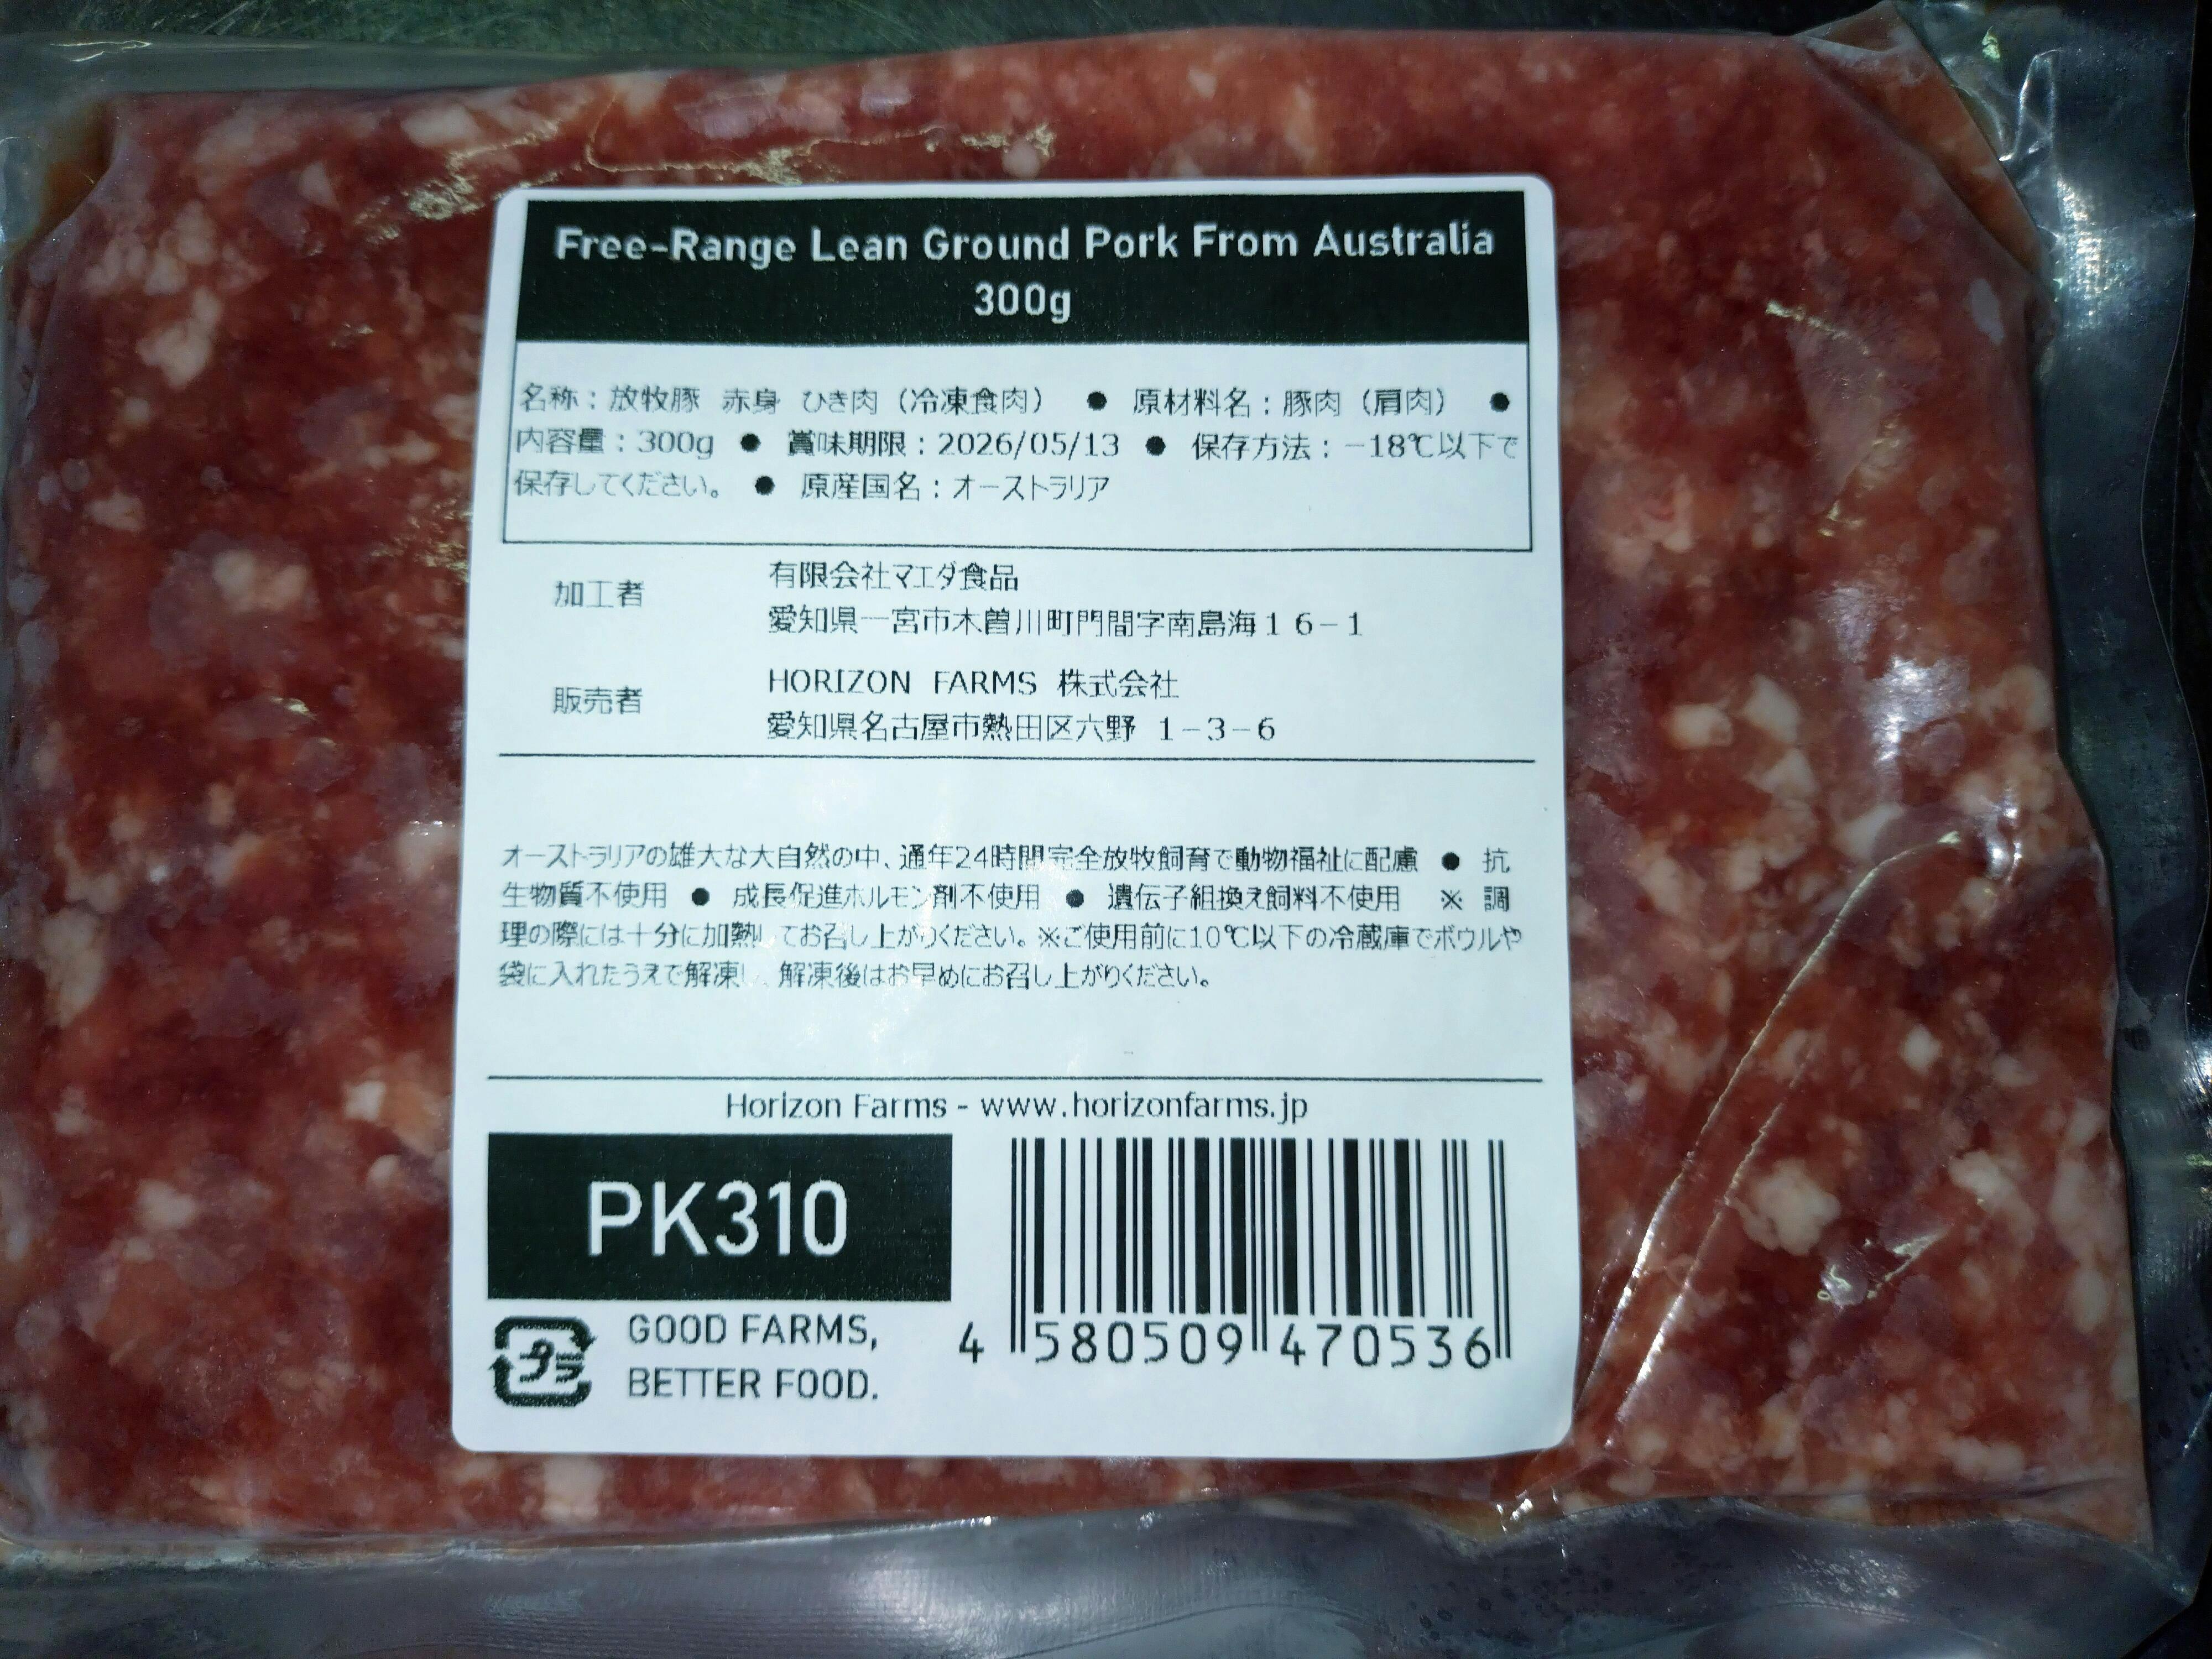 Free-Range Lean Ground Pork From Australia
300g
名称：放牧豚 赤身 ひき肉（冷凍食肉） ● 原材料名：豚肉（肩肉） ●
内容量：300g ● 賞味期限：2026/05/13 ● 保存方法：-18℃以下で
保存してください。 ● 原産国名：オーストラリア
加工者
有限会社マエダ食品
愛知県一宮市木曽川町門間字南島海16-1
販売者
HORIZON FARMS 株式会社
愛知県名古屋市熱田区六野 1-3-6
オーストラリアの雄大な大自然の中、通年24時間完全放牧飼育で動物福祉に配慮 ● 抗
生物質不使用 ● 成長促進ホルモン剤不使用 ● 遺伝子組換え飼料不使用 ※ 調
理の際には十分に加熱してお召し上がりください。※ご使用前に10℃以下の冷蔵庫でボウルや
袋に入れたうえで解凍し、解凍後はお早めにお召し上がりください。
Horizon Farms - www.horizonfarms.jp
PK310
プラ
GOOD FARMS,
BETTER FOOD.
4 580509 470536